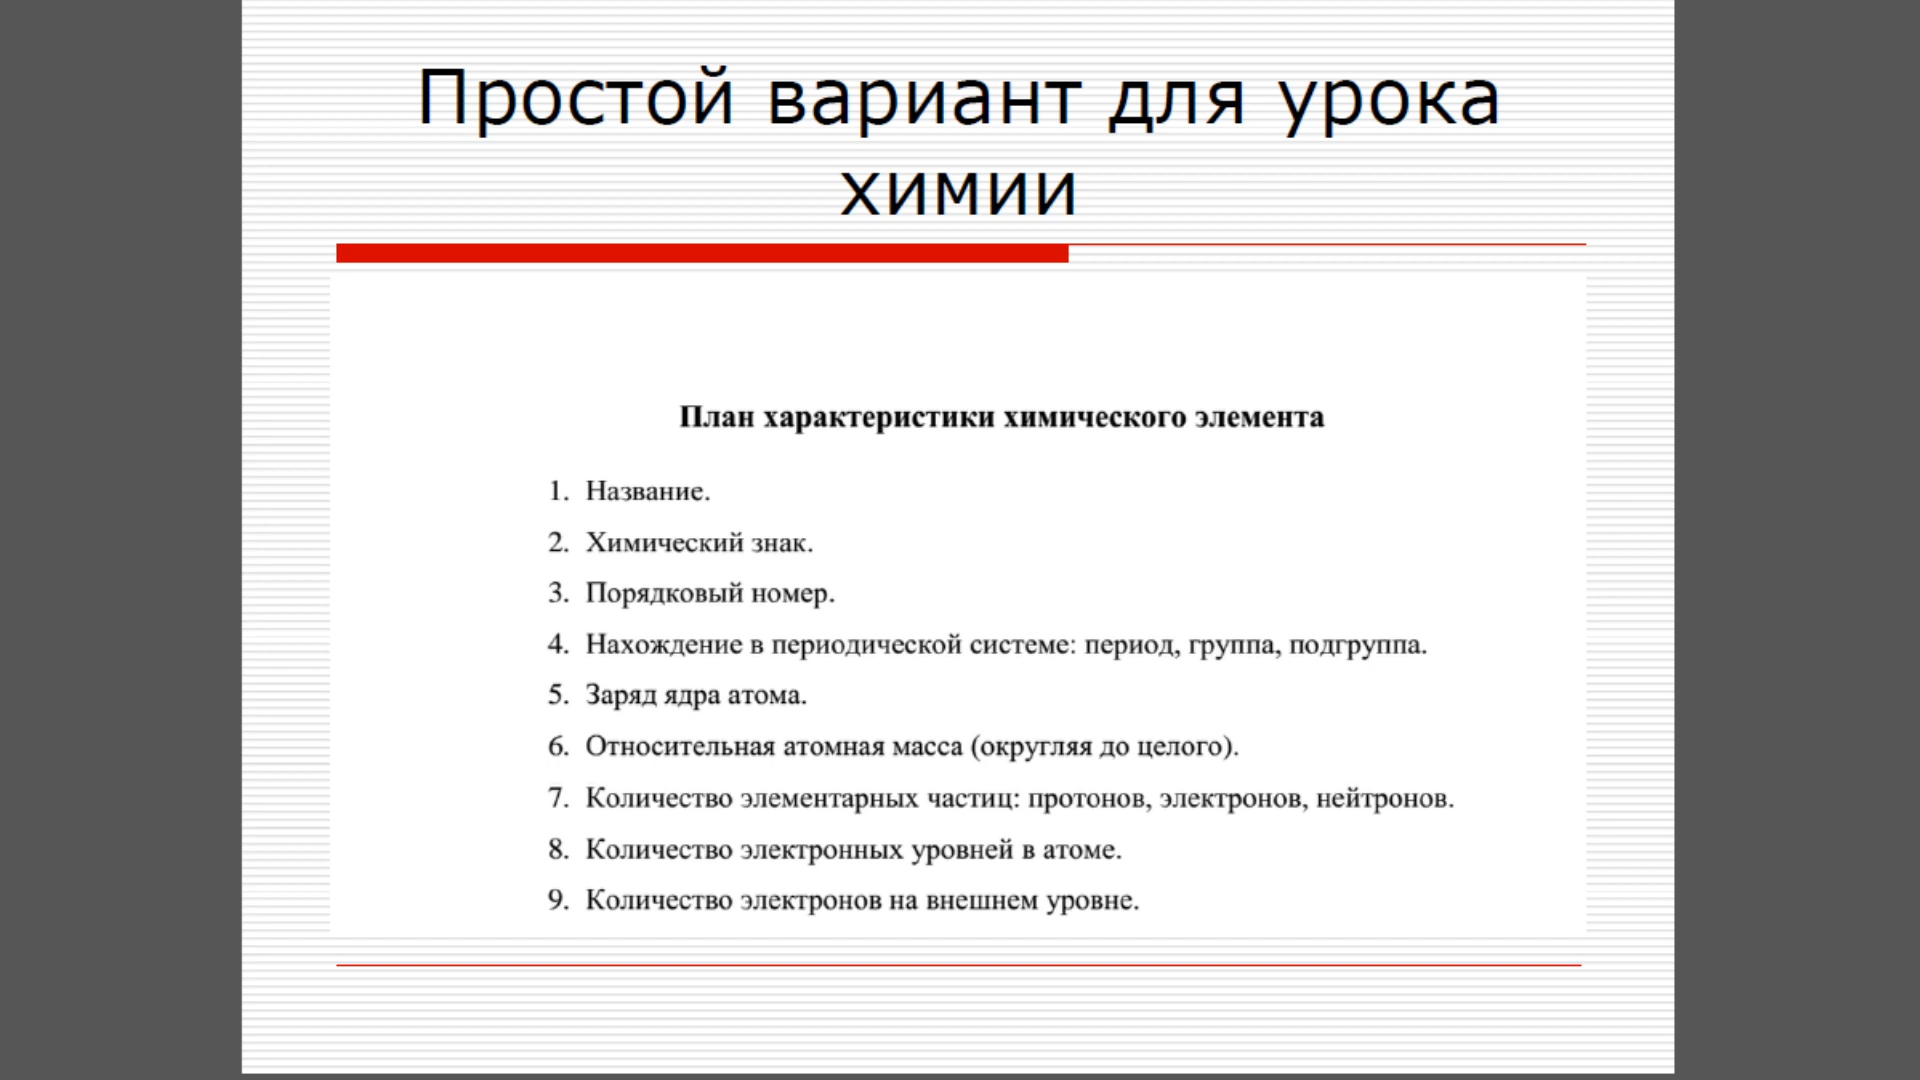 Простой вариант для урока
химии
План характеристики химического элемента
1. Название.
2. Химический знак.
3. Порядковый номер.
4. Нахождение в периодической системе: период, группа, подгруппа.
5. Заряд ядра атома.
6. Относительная атомная масса (округляя до целого).
7. Количество элементарных частиц: протонов, электронов, нейтронов.
8. Количество электронных уровней в атоме.
9. Количество электронов на внешнем уровне.